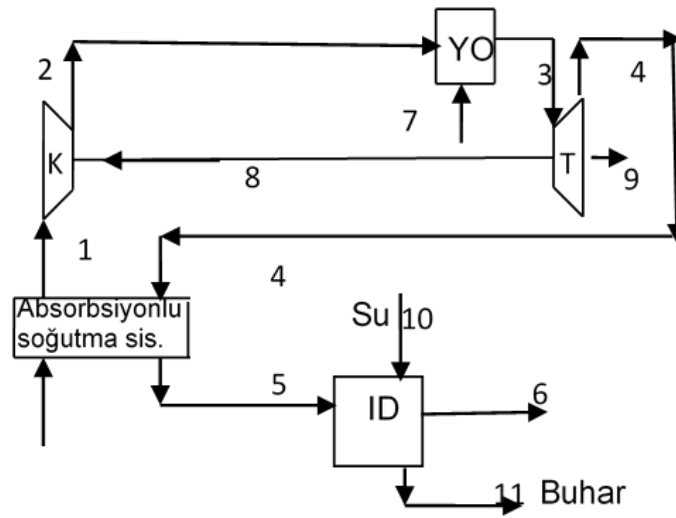 2
YO
3
4
7
K
8
T
9
1
4
Absorbsiyonlu
soğutma sis.
Su 10
5
ID
6
11 Buhar